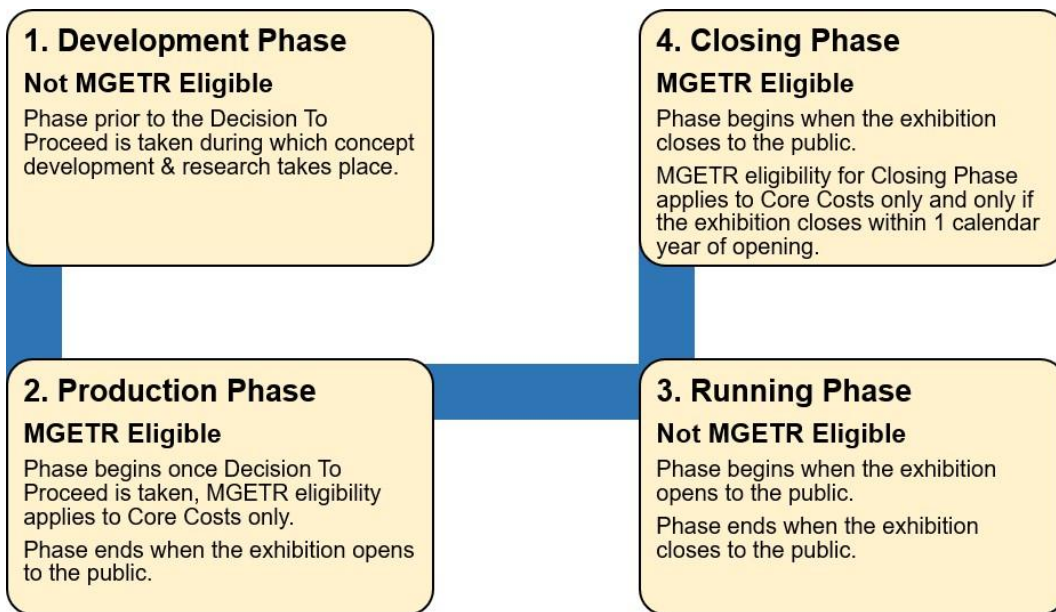 1. Development Phase
Not MGETR Eligible
Phase prior to the Decision To
Proceed is taken during which concept
development & research takes place.
2. Production Phase
MGETR Eligible
Phase begins once Decision To
Proceed is taken, MGETR eligibility
applies to Core Costs only.
Phase ends when the exhibition opens
to the public.
3. Running Phase
Not MGETR Eligible
Phase begins when the exhibition
opens to the public.
Phase ends when the exhibition
closes to the public.
4. Closing Phase
MGETR Eligible
Phase begins when the exhibition
closes to the public.
MGETR eligibility for Closing Phase
applies to Core Costs only and only if
the exhibition closes within 1 calendar
year of opening.